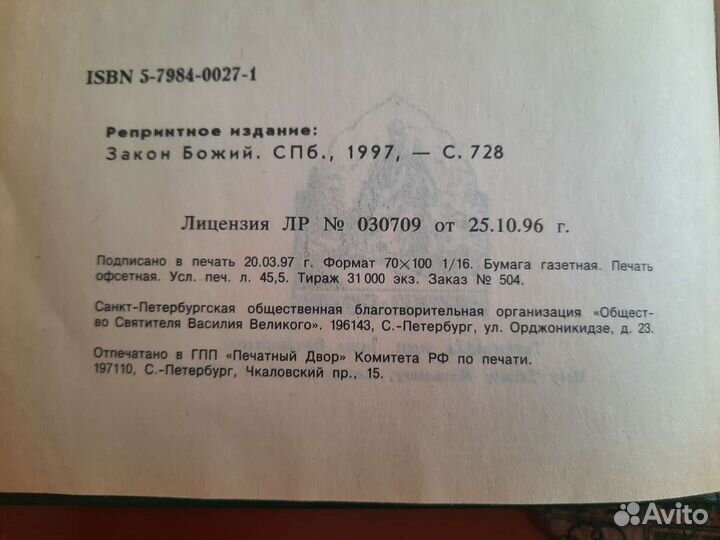 ISBN 5-7984-0027-1
Репринтное издание:
Закон Божий. СПб., 1997, — С. 728
Лицензия ЛР № 030709 от 25.10.96 г.
Подписано в печать 20.03.97 г. Формат 70×100 1/16. Бумага газетная. Печать
офсетная. Усл. печ. л. 45,5. Тираж 31 000 экз. Заказ № 504.
Санкт-Петербургская общественная благотворительная организация «Общест-
во Святителя Василия Великого». 196143, С.-Петербург, ул. Орджоникидзе, д. 23.
Отпечатано в ГПП «Печатный Двор» Комитета РФ по печати.
197110, С.-Петербург, Чкаловский пр., 15.
Avito